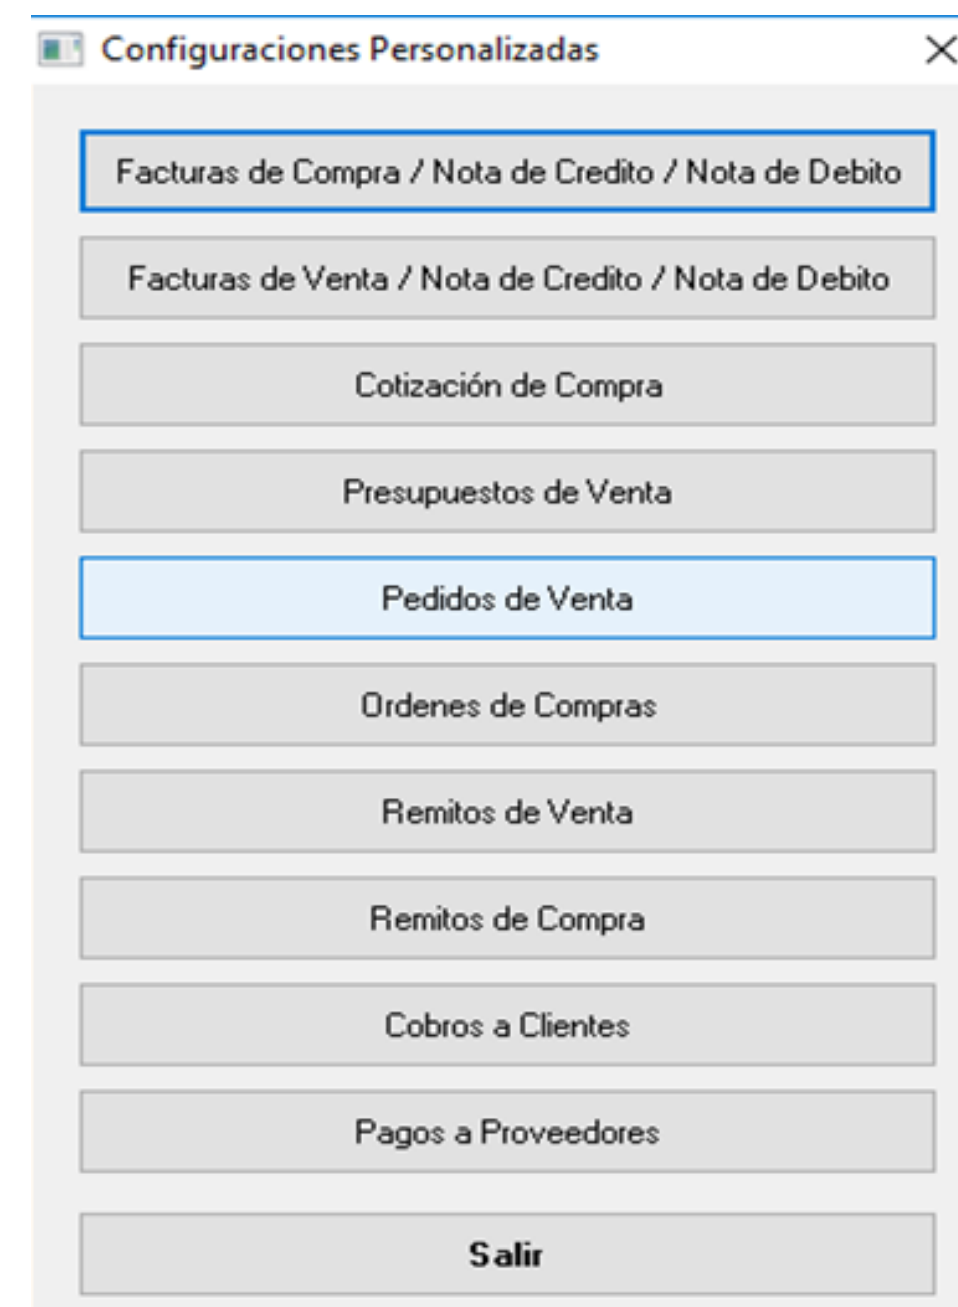 Configuraciones Personalizadas
Facturas de Compra / Nota de Credito / Nota de Debito
Facturas de Venta / Nota de Credito / Nota de Debito
Cotización de Compra
Presupuestos de Venta
Pedidos de Venta
Ordenes de Compras
Remitos de Venta
Remitos de Compra
Cobros a Clientes
Pagos a Proveedores
Salir